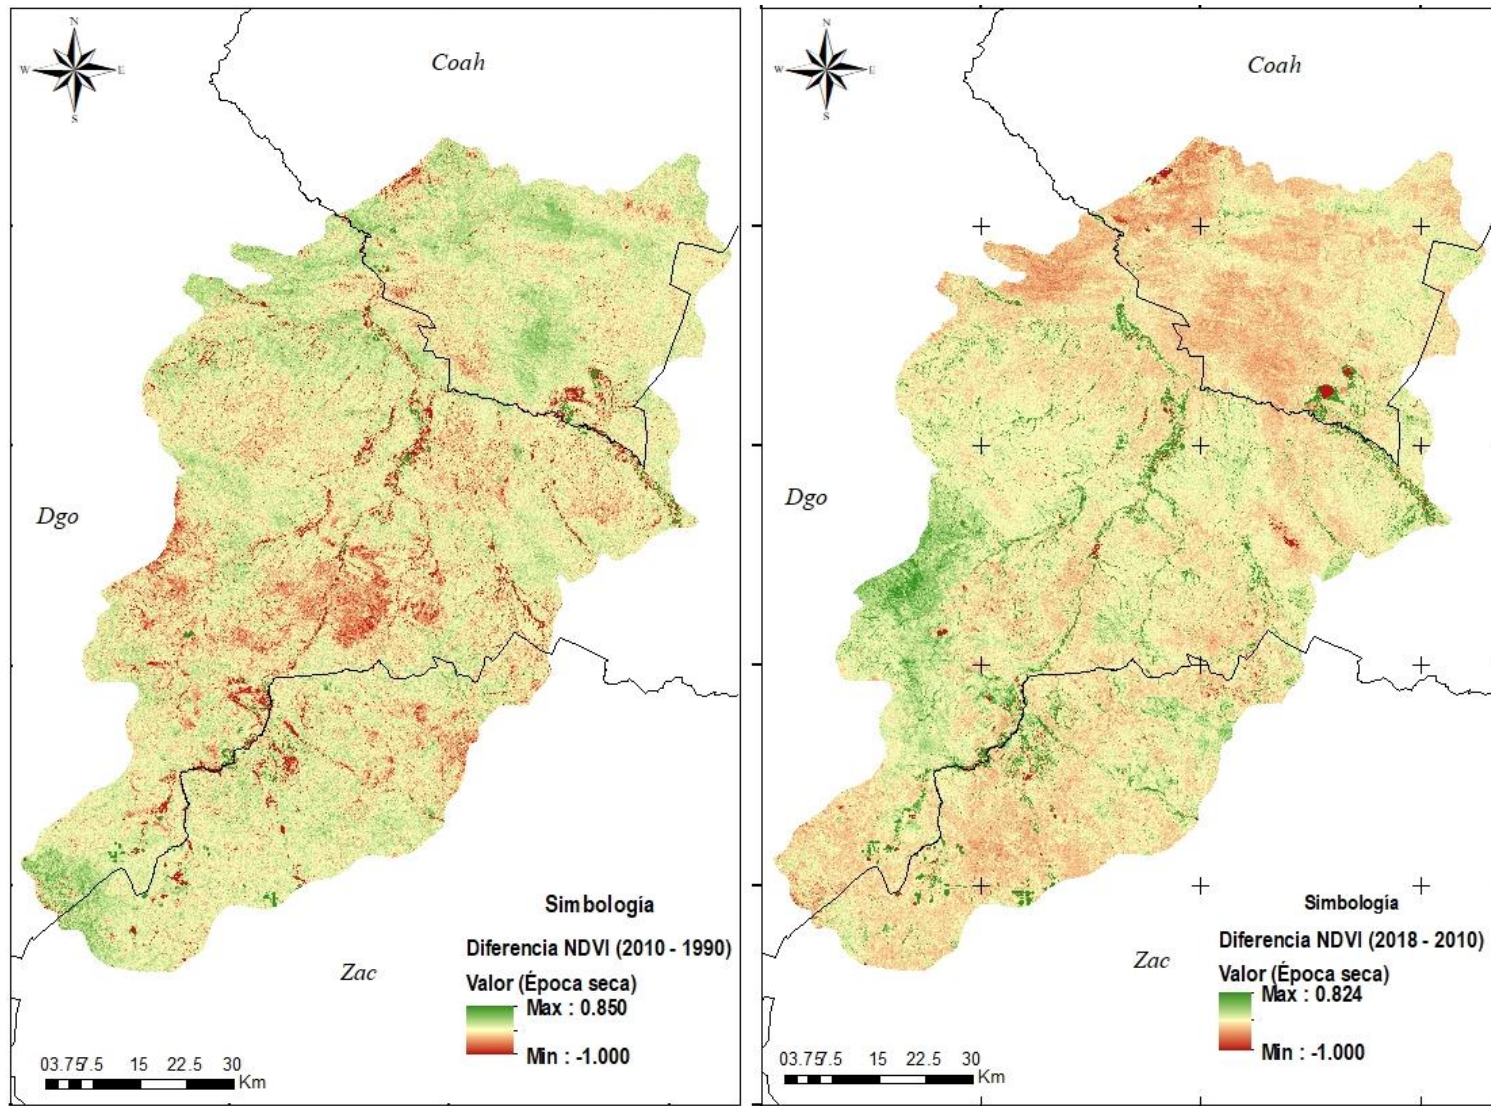 N
W E
S
Coah
Dgo
Zac
Simbología
Diferencia NDVI (2010 - 1990)
Valor (Época seca)
Max : 0.850
Min : -1.000
03.757.5 15 22.5 30
Km
N
W E
S
Coah
Dgo
Zac
Simbología
Diferencia NDVI (2018 - 2010)
Valor (Época seca)
Max : 0.824
Min : -1.000
03.757.5 15 22.5 30
Km